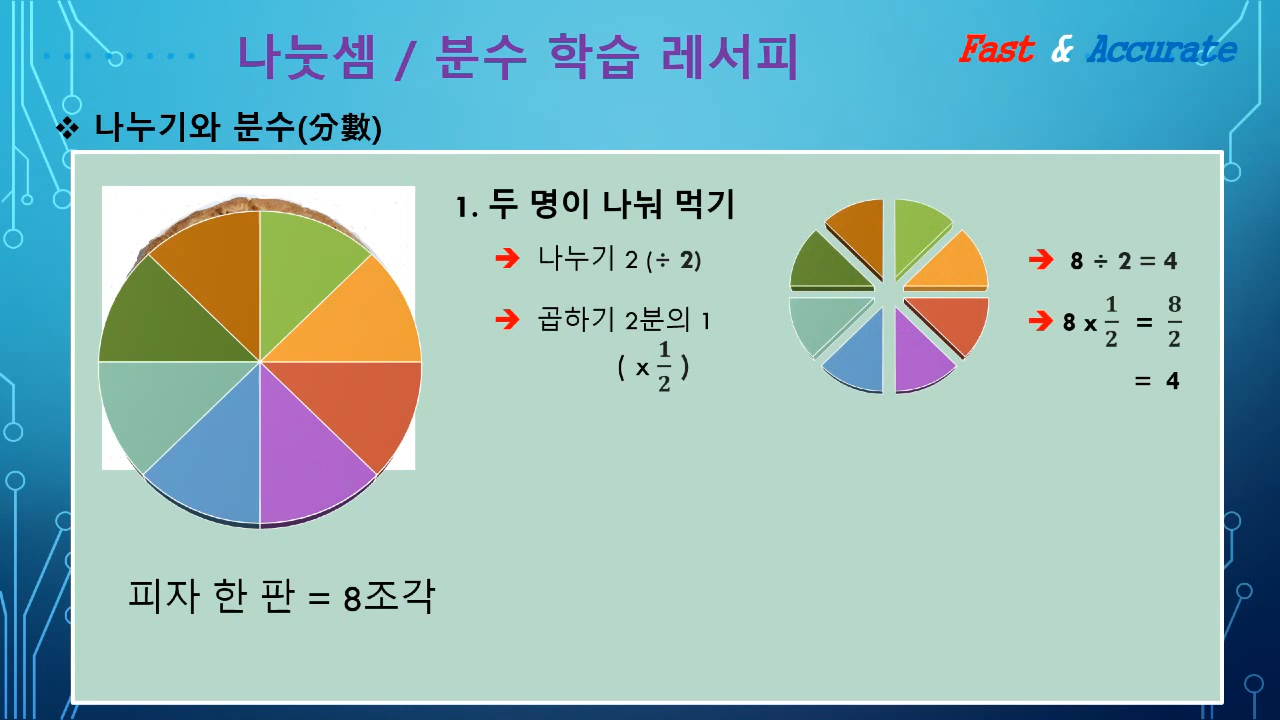 나눗셈 / 분수 학습 레서피
Fast & Accurate
❖ 나누기와 분수(分數)
1. 두 명이 나눠 먹기
➔ 나누기 2 (÷ 2)
➔ 곱하기 2분의 1
( x 1/2 )
➔ 8 ÷ 2 = 4
➔ 8 x 1/2 = 8/2
= 4
피자 한 판 = 8조각